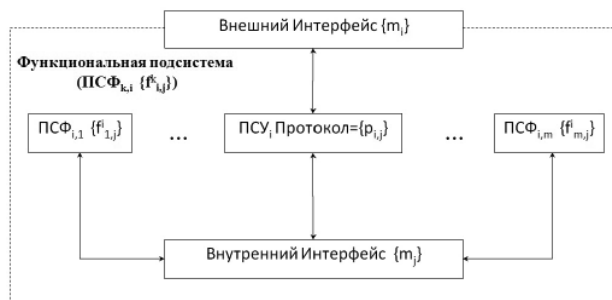 Внешний Интерфейс {mᵢ}
Функциональная подсистема
(ПСФₖ,ᵢ {fᵏᵢ,ⱼ})
ПСФᵢ,₁ {fⁱ₁,ⱼ} ... ПСУᵢ Протокол={pᵢ,ⱼ} ... ПСФᵢ,ₘ {fⁱₘ,ⱼ}
Внутренний Интерфейс {mⱼ}